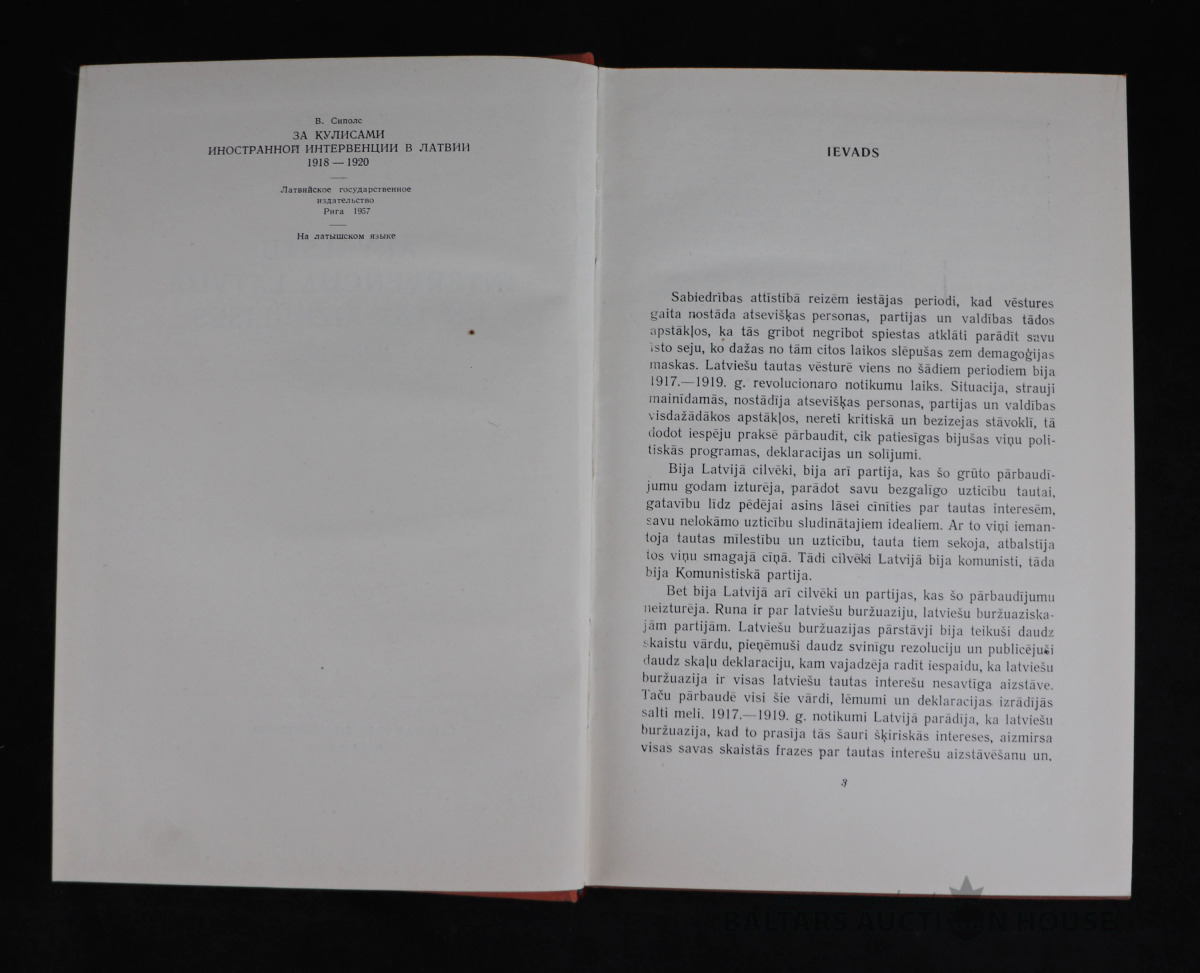 В. Сиполс
ЗА КУЛИСАМИ
ИНОСТРАННОЙ ИНТЕРВЕНЦИИ В ЛАТВИИ
1918 — 1920
Латвийское государственное
издательство
Рига 1957
На латышском языке
IEVADS
Sabiedrības attīstībā reizēm iestājas periodi, kad vēstures
gaita nostāda atsevišķas personas, partijas un valdības tādos
apstākļos, ka tās gribot negribot spiestas atklāti parādīt savu
īsto seju, ko dažas no tām citos laikos slēpušas zem demagoģijas
maskas. Latviešu tautas vēsturē viens no šādiem periodiem bija
1917.—1919. g. revolucionaro notikumu laiks. Situacija, strauji
mainīdamās, nostādīja atsevišķas personas, partijas un valdības
visdažādākos apstākļos, nereti kritiskā un bezizejas stāvoklī, tā
dodot iespēju praksē pārbaudīt, cik patiesīgas bijušas viņu poli-
tiskās programas, deklaracijas un solījumi.
Bija Latvijā cilvēki, bija arī partija, kas šo grūto pārbaudī-
jumu godam izturēja, parādot savu bezgalīgo uzticību tautai,
gatavību līdz pēdējai asins lāsei cīnīties par tautas interesēm,
savu nelokāmo uzticību sludinātajiem idealiem. Ar to viņi ieman-
toja tautas mīlestību un uzticību, tauta tiem sekoja, atbalstīja
tos viņu smagajā cīņā. Tādi cilvēki Latvijā bija komunisti, tāda
bija Komunistiskā partija.
Bet bija Latvijā arī cilvēki un partijas, kas šo pārbaudījumu
neizturēja. Runa ir par latviešu buržuaziju, latviešu buržuaziska-
jām partijām. Latviešu buržuazijas pārstāvji bija teikuši daudz
skaistu vārdu, pieņēmuši daudz svinīgu rezoluciju un publicējuši
daudz skaļu deklaraciju, kam vajadzēja radīt iespaidu, ka latviešu
buržuazija ir visas latviešu tautas interešu nesavtīga aizstāve.
Taču pārbaudē visi šie vārdi, lēmumi un deklaracijas izrādījās
salti meli. 1917.—1919. g. notikumi Latvijā parādīja, ka latviešu
buržuazija, kad to prasīja tās šauri šķiriskās intereses, aizmirsa
visas savas skaistās frazes par tautas interešu aizstāvēšanu un,
3
BALTARS AUCTION HOUSE